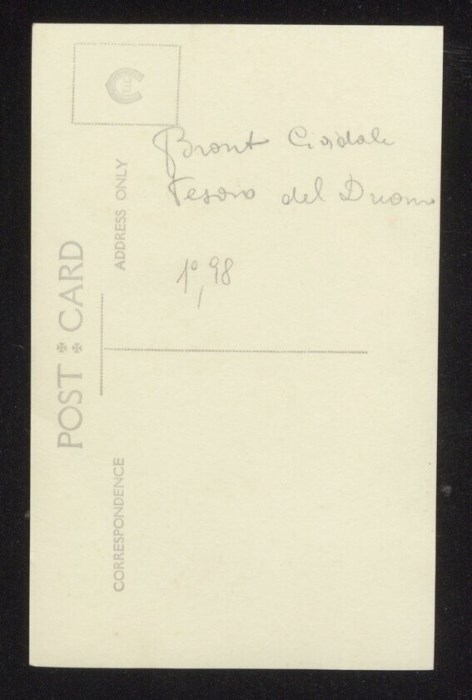 Bront Cividale
Tesoro del Duomo
1°, 98
POST CARD
ADDRESS ONLY
CORRESPONDENCE